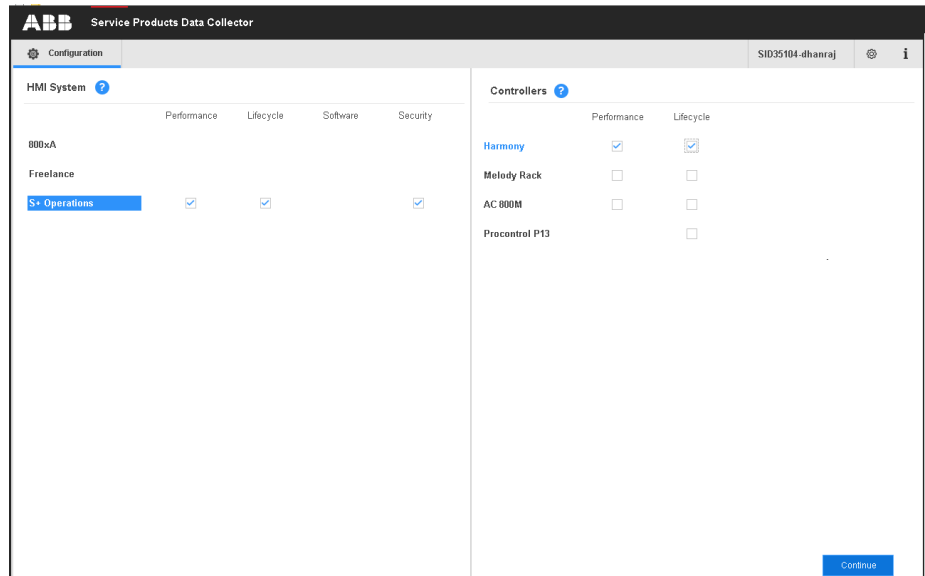 ABB Service Products Data Collector
Configuration SID35104-dhanraj i
HMI System ?
Performance Lifecycle Software Security
800xA
Freelance
S+ Operations
Controllers ?
Performance Lifecycle
Harmony
Melody Rack
AC 800M
Procontrol P13
Continue